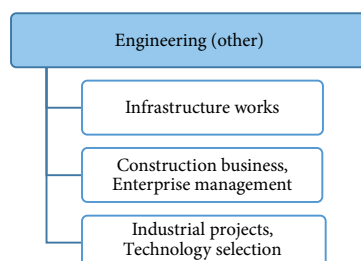 Engineering (other)
Infrastructure works
Construction business,
Enterprise management
Industrial projects,
Technology selection